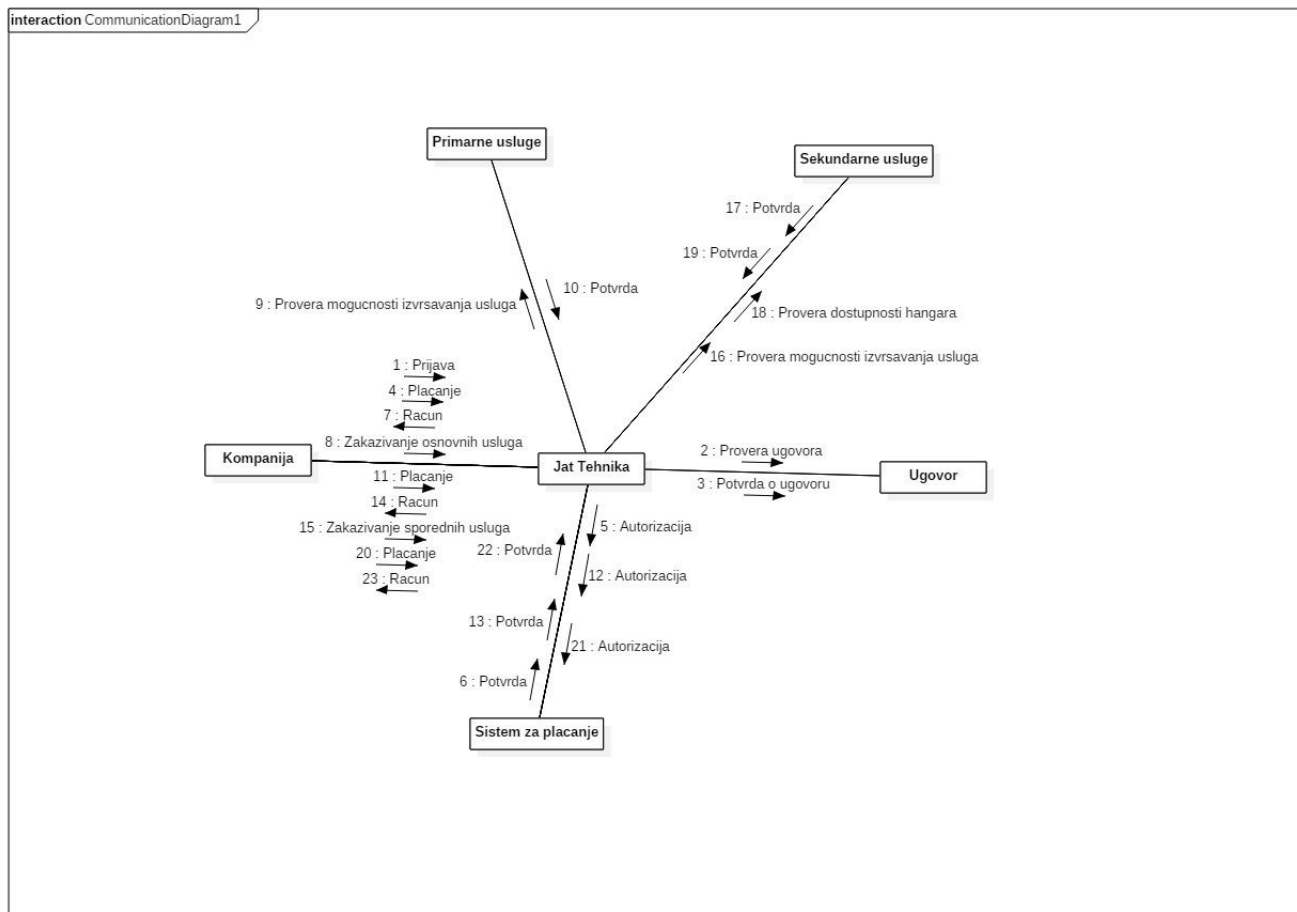 interaction CommunicationDiagram1
Primarne usluge
Sekundarne usluge
17 : Potvrda
19 : Potvrda
10 : Potvrda
9 : Provera mogucnosti izvrsavanja usluga
18 : Provera dostupnosti hangara
16 : Provera mogucnosti izvrsavanja usluga
1 : Prijava
4 : Placanje
7 : Racun
8 : Zakazivanje osnovnih usluga
Kompanija
Jat Tehnika
2 : Provera ugovora
Ugovor
3 : Potvrda o ugovoru
11 : Placanje
14 : Racun
15 : Zakazivanje sporednih usluga
20 : Placanje
23 : Racun
5 : Autorizacija
22 : Potvrda
12 : Autorizacija
13 : Potvrda
21 : Autorizacija
6 : Potvrda
Sistem za placanje